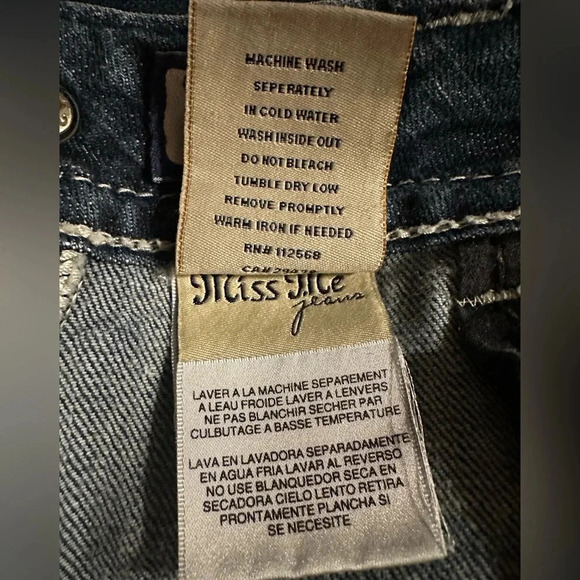 MACHINE WASH
SEPERATELY
IN COLD WATER
WASH INSIDE OUT
DO NOT BLEACH
TUMBLE DRY LOW
REMOVE PROMPTLY
WARM IRON IF NEEDED
RN# 112568
CA#
Miss Me
jeans
LAVER A LA MACHINE SEPAREMENT
A LEAU FROIDE LAVER A LENVERS
NE PAS BLANCHIR SECHER PAR
CULBUTAGE A BASSE TEMPERATURE
LAVA EN LAVADORA SEPARADAMENTE
EN AGUA FRIA LAVAR AL REVERSO
NO USE BLANQUEDOR SECA EN
SECADORA CIELO LENTO RETIRA
PRONTAMENTE PLANCHA SI
SE NECESITE